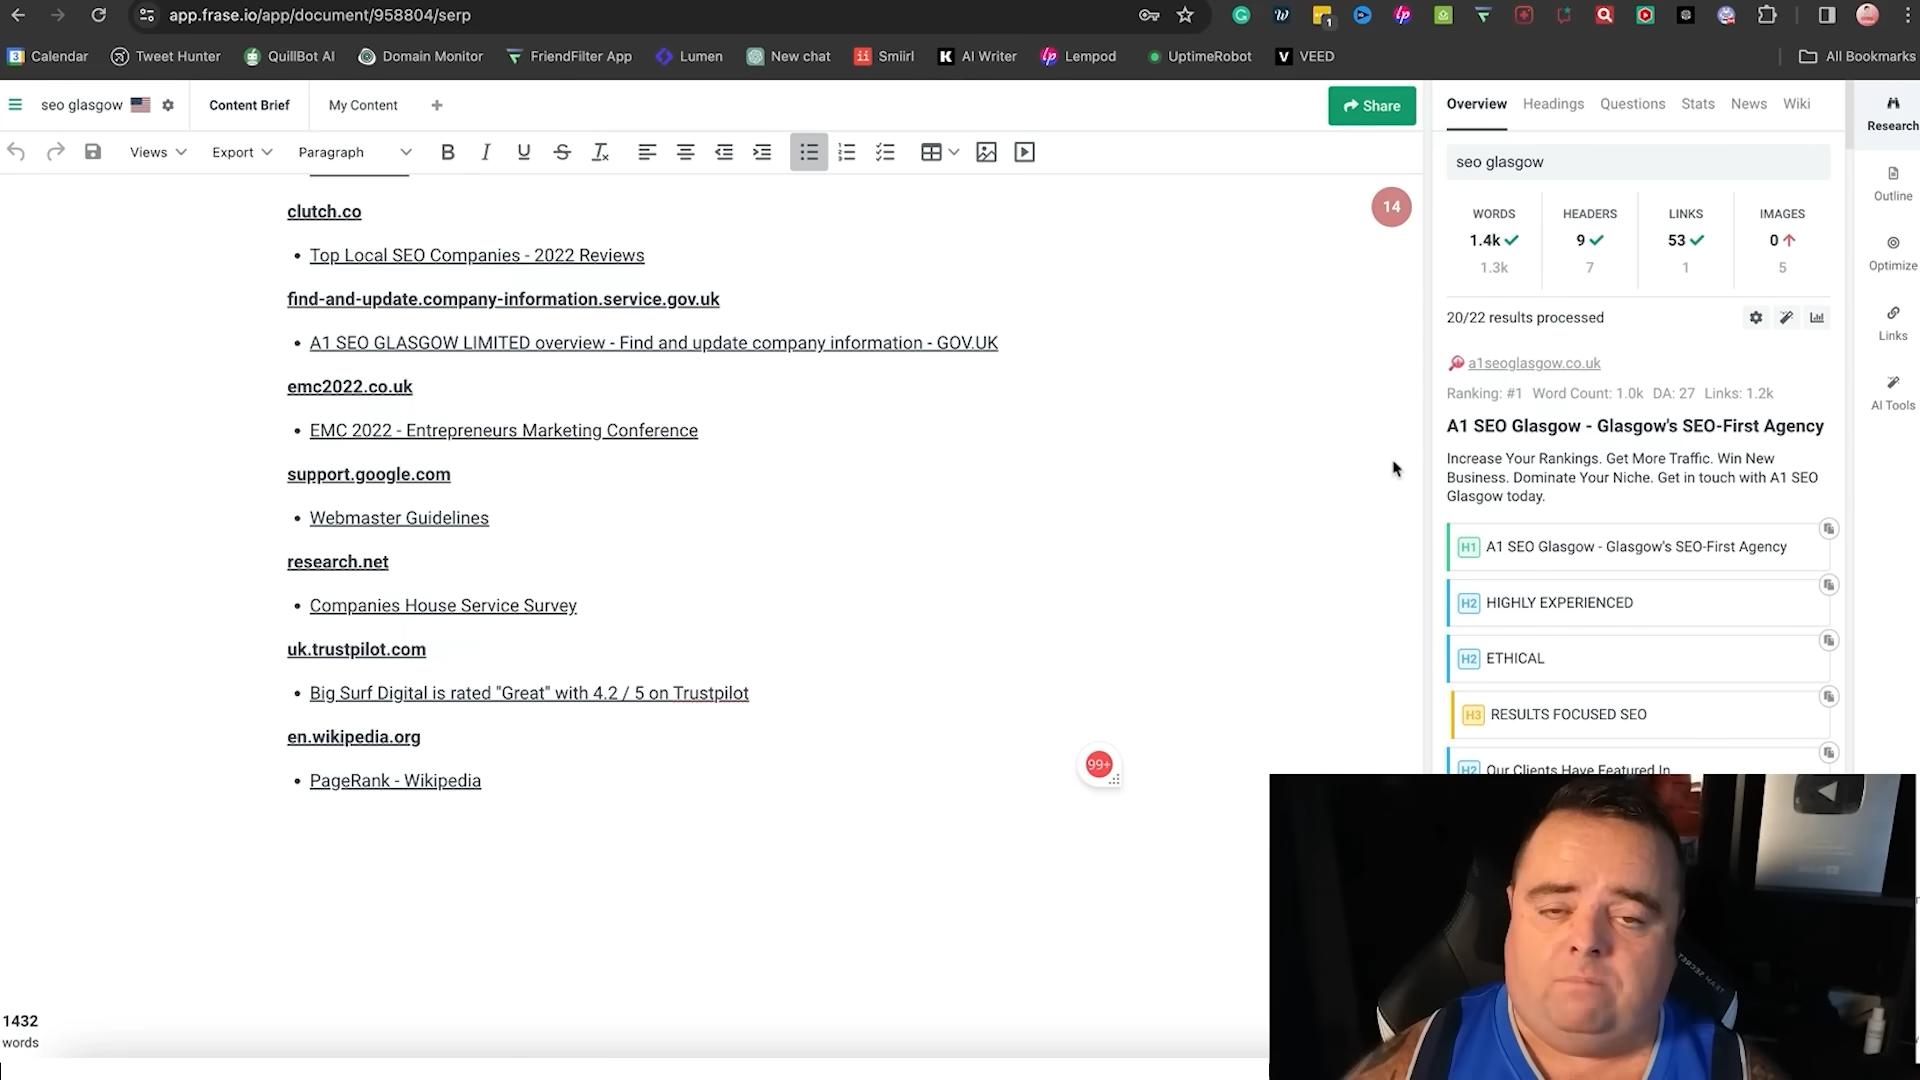 app.frase.io/app/document/958804/serp
1
Calendar
Tweet Hunter
QuillBot AI
Domain Monitor
FriendFilter App
Lumen
New chat
Smiirl
AI Writer
Lempod
UptimeRobot
VEED
All Bookmarks
seo glasgow
Content Brief
My Content
Share
Views
Export
Paragraph
clutch.co
Top Local SEO Companies - 2022 Reviews
find-and-update.company-information.service.gov.uk
A1 SEO GLASGOW LIMITED overview - Find and update company information - GOV.UK
emc2022.co.uk
EMC 2022 - Entrepreneurs Marketing Conference
support.google.com
Webmaster Guidelines
research.net
Companies House Service Survey
uk.trustpilot.com
Big Surf Digital is rated "Great" with 4.2 / 5 on Trustpilot
en.wikipedia.org
PageRank - Wikipedia
14
99+
1432
words
Overview Headings Questions Stats News Wiki
seo glasgow
WORDS HEADERS LINKS IMAGES
1.4k 9 53 0
1.3k 7 1 5
20/22 results processed
a1seoglasgow.co.uk
Ranking: #1 Word Count: 1.0k DA: 27 Links: 1.2k
A1 SEO Glasgow - Glasgow's SEO-First Agency
Increase Your Rankings. Get More Traffic. Win New
Business. Dominate Your Niche. Get in touch with A1 SEO
Glasgow today.
H1 A1 SEO Glasgow - Glasgow's SEO-First Agency
H2 HIGHLY EXPERIENCED
H2 ETHICAL
H3 RESULTS FOCUSED SEO
H2 Our Clients Have Featured In
Research
Outline
Optimize
Links
AI Tools